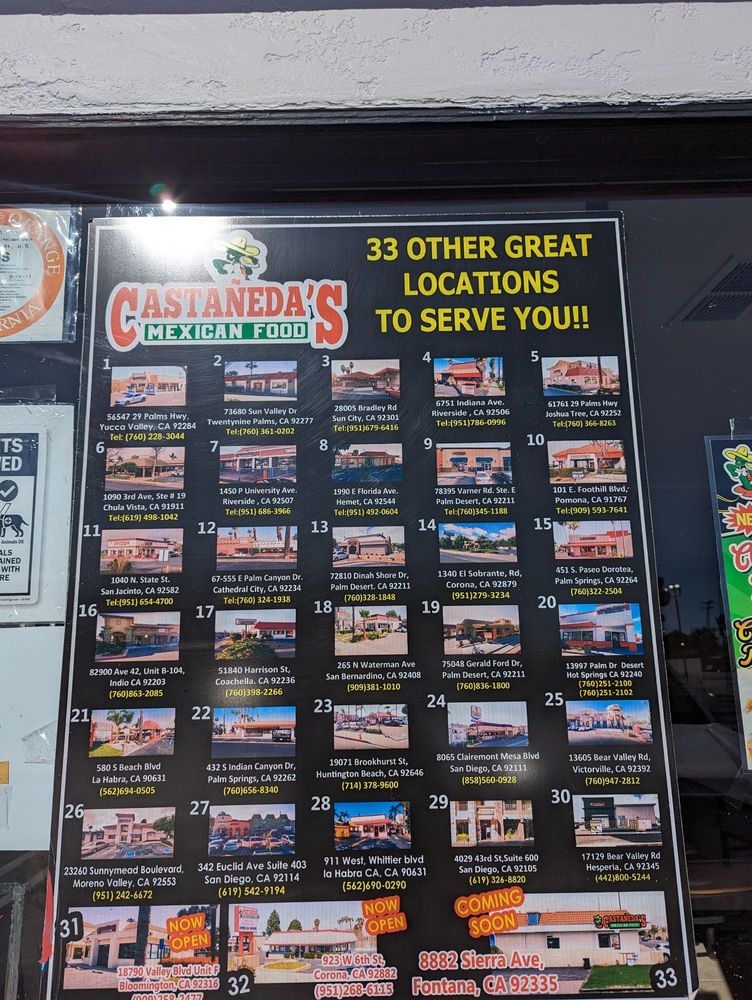 ORANGE
CALIFORNIA
CASTAÑEDA'S
MEXICAN FOOD
33 OTHER GREAT
LOCATIONS
TO SERVE YOU!!
1
56547 29 Palms Hwy,
Yucca Valley, CA 92284
Tel: (760) 228-3044
2
73680 Sun Valley Dr
Twentynine Palms, CA 92277
Tel:(760) 361-0202
3
28005 Bradley Rd
Sun City, CA 92301
Tel:(951)679-6416
4
6751 Indiana Ave.
Riverside , CA 92506
Tel:(951)786-0996
5
61761 29 Palms Hwy
Joshua Tree, CA 92252
Tel:(760) 366-8263
6
1090 3rd Ave, Ste # 19
Chula Vista, CA 91911
Tel:(619) 498-1042
7
1450 P University Ave.
Riverside , CA 92507
Tel:(951) 686-3966
8
1990 E Florida Ave.
Hemet, CA 92544
Tel:(951) 492-0604
9
78395 Varner Rd. Ste. E
Palm Desert, CA 92211
Tel:(760)345-1188
10
101 E. Foothill Blvd,
Pomona, CA 91767
Tel:(909) 593-7641
11
1040 N. State St.
San Jacinto, CA 92582
Tel:(951) 654-4700
12
67-555 E Palm Canyon Dr.
Cathedral City, CA 92234
Tel:(760) 324-1938
13
72810 Dinah Shore Dr,
Palm Desert. CA 92211
(760)328-1848
14
1340 El Sobrante, Rd,
Corona, CA 92879
(951)279-3234
15
451 S. Paseo Dorotea,
Palm Springs, CA 92264
(760)322-2504
16
82900 Ave 42, Unit B-104,
Indio CA 92203
(760)863-2085
17
51840 Harrison St,
Coachella. CA 92236
(760)398-2266
18
265 N Waterman Ave
San Bernardino, CA 92408
(909)381-1010
19
75048 Gerald Ford Dr,
Palm Desert, CA 92211
(760)836-1800
20
13997 Palm Dr Desert
Hot Springs CA 92240
(760)251-2100
(760)251-2102
21
580 S Beach Blvd
La Habra, CA 90631
(562)694-0505
22
432 S Indian Canyon Dr,
Palm Springs, CA 92262
(760)656-8340
23
19071 Brookhurst St,
Huntington Beach, CA 92646
(714) 378-9600
24
8065 Clairemont Mesa Blvd
San Diego, CA 92111
(858)560-0928
25
13605 Bear Valley Rd,
Victorville, CA 92392
(760)947-2812
26
23260 Sunnymead Boulevard,
Moreno Valley, CA 92553
(951) 242-6672
27
342 Euclid Ave Suite 403
San Diego, CA 92114
(619) 542-9194
28
911 West, Whittier blvd
la Habra CA, CA 90631
(562)690-0290
29
4029 43rd St,Suite 600
San Diego, CA 92105
(619) 326-8820
30
17129 Bear Valley Rd
Hesperia, CA 92345
(442)800-5244
31
NOW
OPEN
18790 Valley Blvd Unit F
Bloomington, CA 92316
32
NOW
OPEN
923 W 6th St,
Corona, CA 92882
(951)268-6115
COMING
SOON
CASTAÑEDA'S
MEXICAN FOOD
8882 Sierra Ave,
Fontana, CA 92335
33